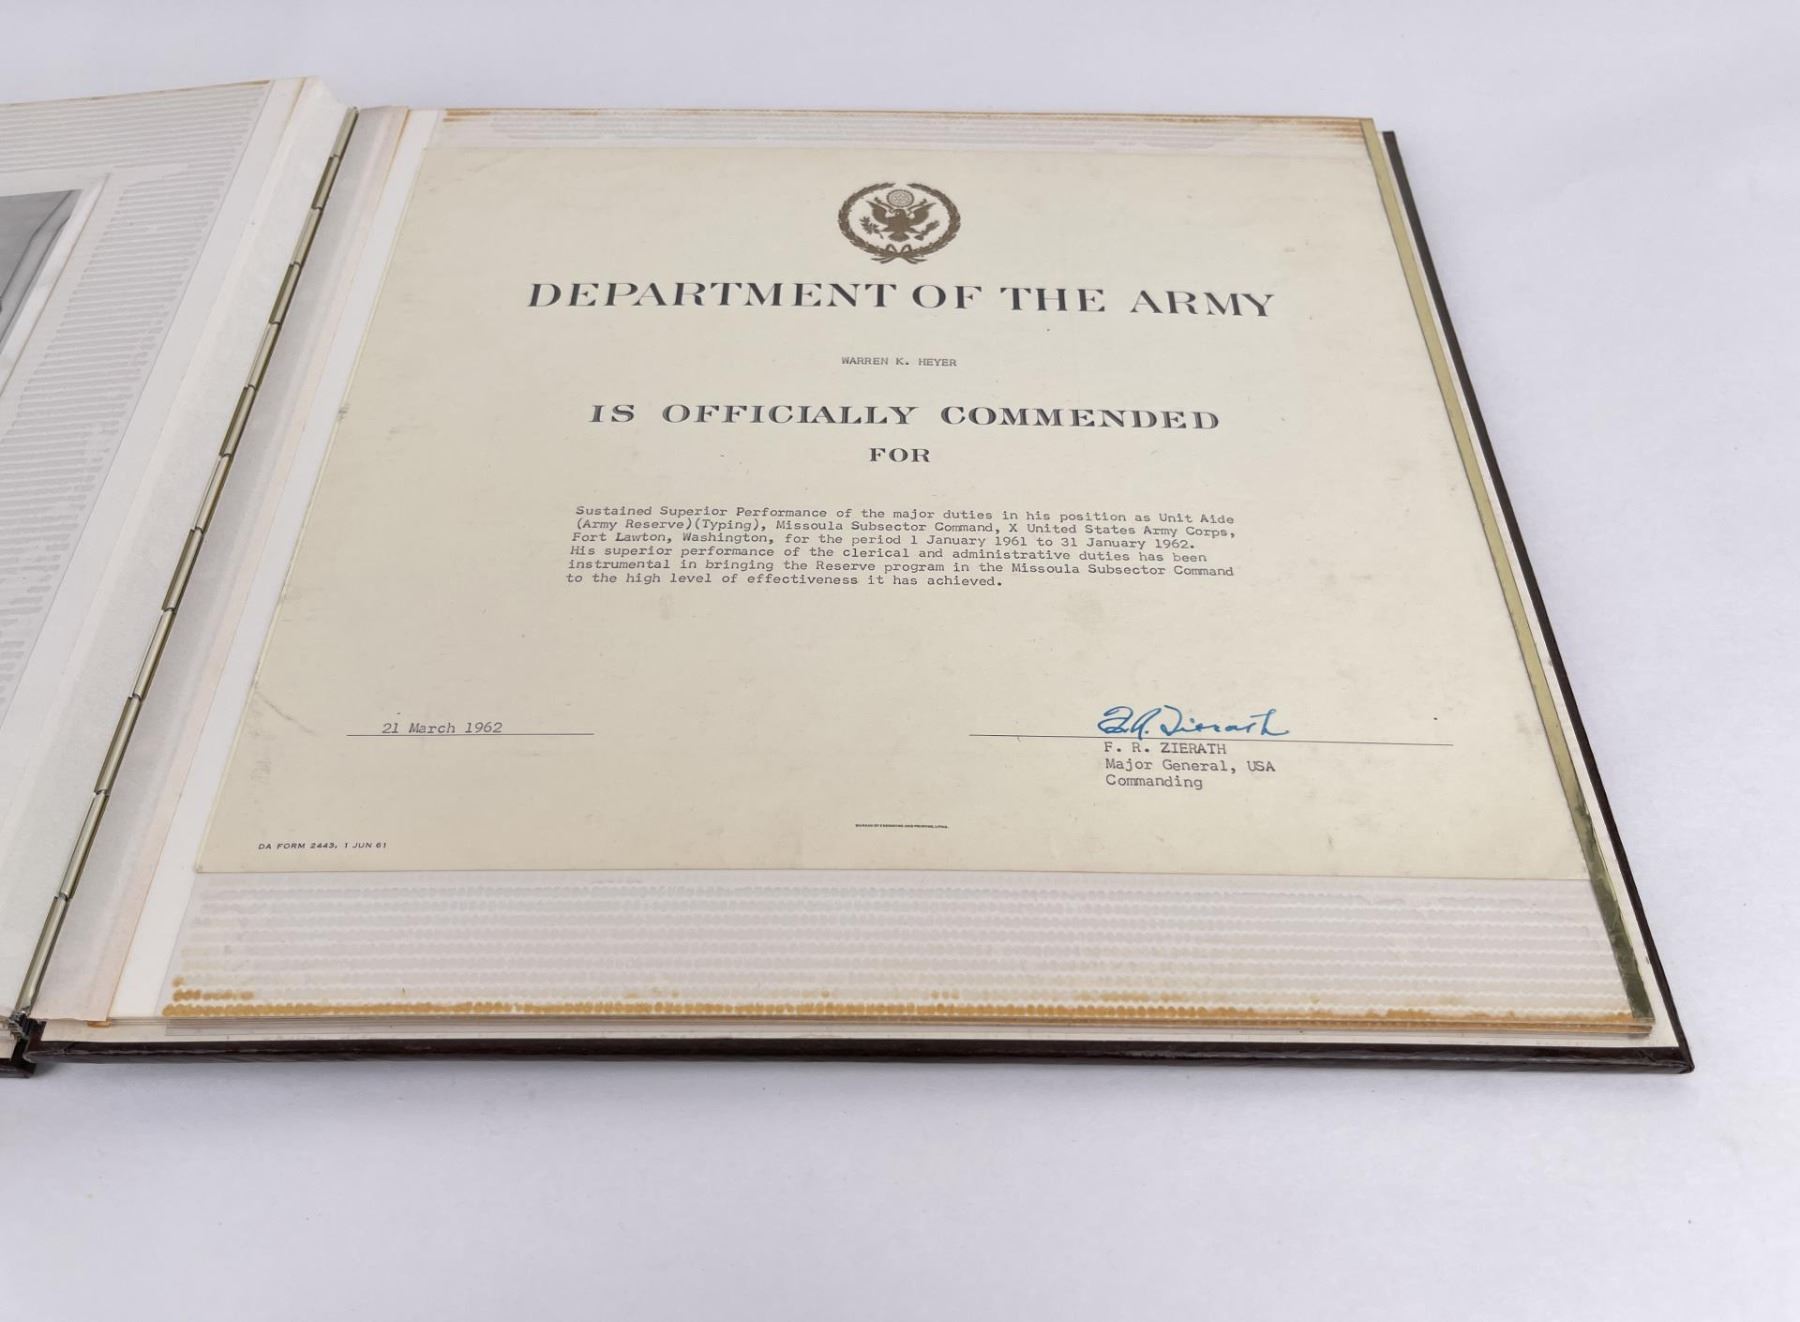 DEPARTMENT OF THE ARMY
WARREN K. HEYER
IS OFFICIALLY COMMENDED
FOR
Sustained Superior Performance of the major duties in his position as Unit Aide
(Army Reserve)(Typing), Missoula Subsector Command, X United States Army Corps,
Fort Lawton, Washington, for the period 1 January 1961 to 31 January 1962.
His superior performance of the clerical and administrative duties has been
instrumental in bringing the Reserve program in the Missoula Subsector Command
to the high level of effectiveness it has achieved.
21 March 1962
F. R. Zierath
F. R. ZIERATH
Major General, USA
Commanding
DA FORM 2443, 1 JUN 61